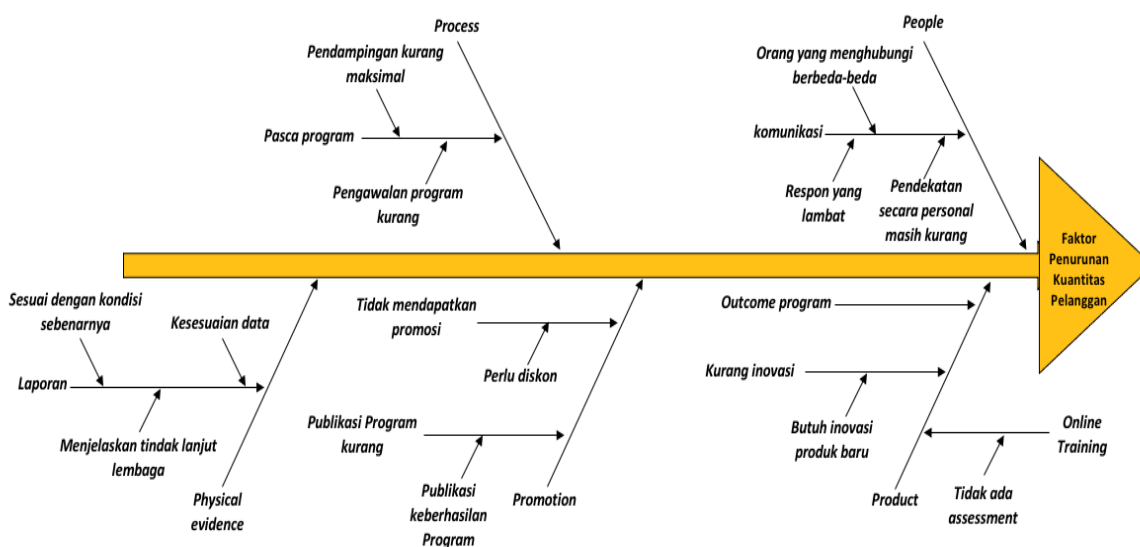 Process
People
Pendampingan kurang
maksimal
Orang yang menghubungi
berbeda-beda
Pasca program
komunikasi
Pengawalan program
kurang
Respon yang
lambat
Pendekatan
secara personal
masih kurang
Faktor
Penurunan
Kuantitas
Pelanggan
Sesuai dengan kondisi
sebenarnya
Kesesuaian data
Laporan
Menjelaskan tindak lanjut
lembaga
Physical
evidence
Tidak mendapatkan
promosi
Perlu diskon
Publikasi Program
kurang
Publikasi
keberhasilan
Program
Promotion
Outcome program
Kurang inovasi
Butuh inovasi
produk baru
Online
Training
Tidak ada
assessment
Product